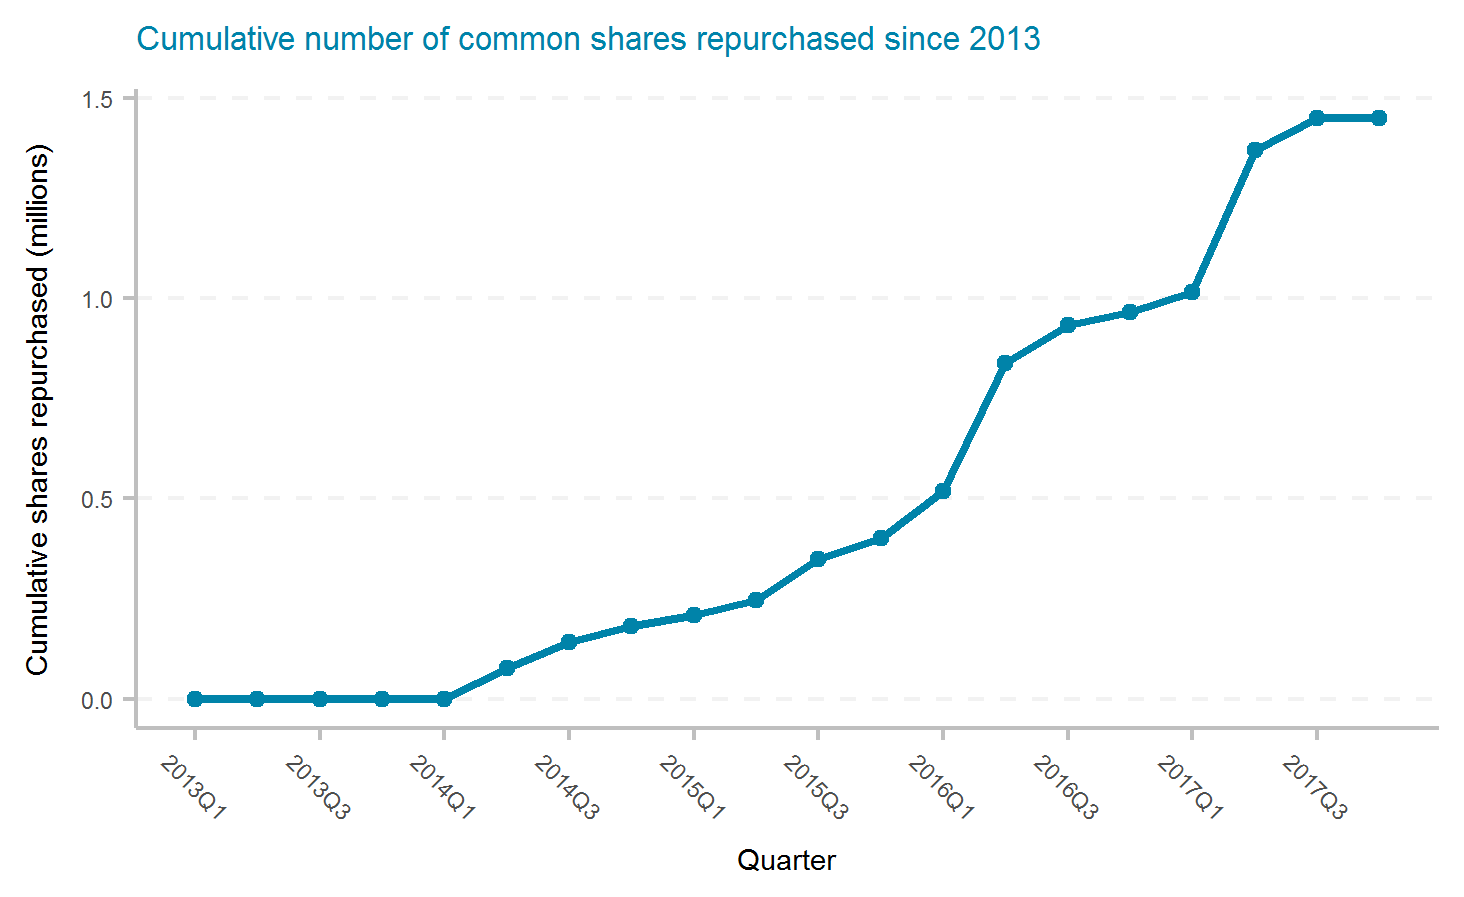 Cumulative number of common shares repurchased since 2013
Cumulative shares repurchased (millions)
1.5
1.0
0.5
0.0
2013Q1
2013Q3
2014Q1
2014Q3
2015Q1
2015Q3
2016Q1
2016Q3
2017Q1
2017Q3
Quarter